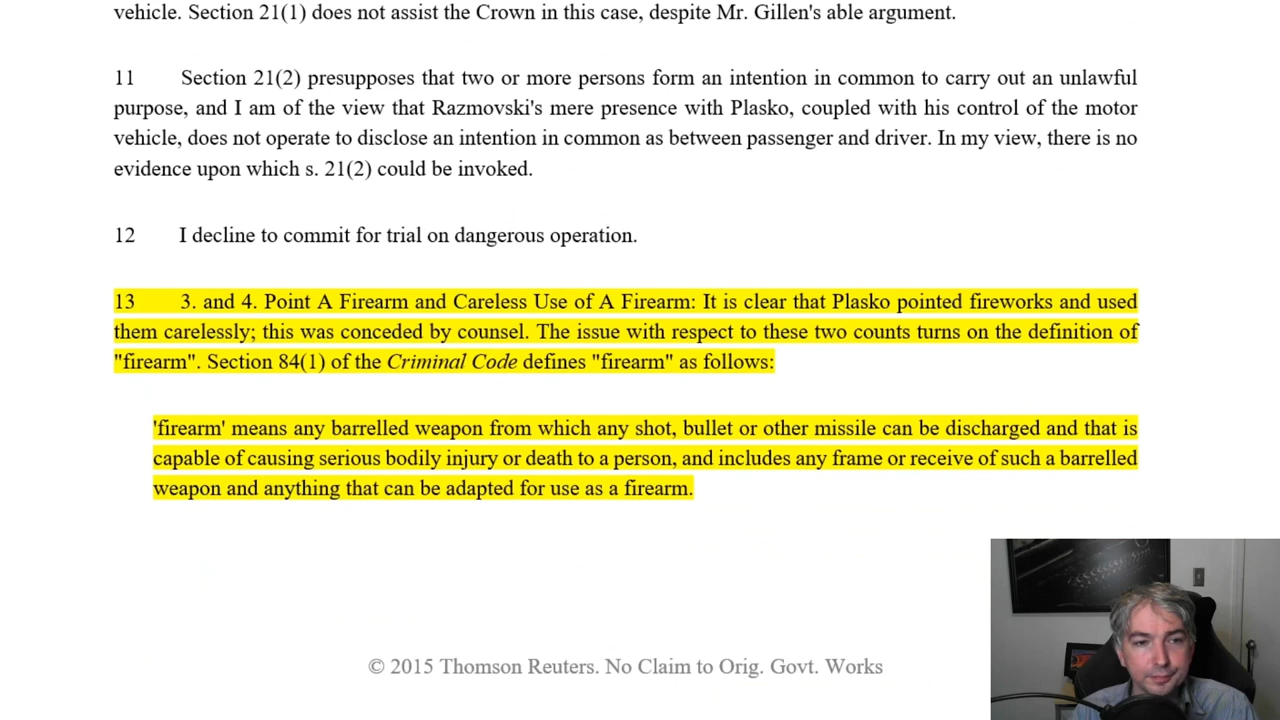 vehicle. Section 21(1) does not assist the Crown in this case, despite Mr. Gillen's able argument.
11 Section 21(2) presupposes that two or more persons form an intention in common to carry out an unlawful
purpose, and I am of the view that Razmovski's mere presence with Plasko, coupled with his control of the motor
vehicle, does not operate to disclose an intention in common as between passenger and driver. In my view, there is no
evidence upon which s. 21(2) could be invoked.
12 I decline to commit for trial on dangerous operation.
13 3. and 4. Point A Firearm and Careless Use of A Firearm: It is clear that Plasko pointed fireworks and used
them carelessly; this was conceded by counsel. The issue with respect to these two counts turns on the definition of
"firearm". Section 84(1) of the Criminal Code defines "firearm" as follows:
'firearm' means any barrelled weapon from which any shot, bullet or other missile can be discharged and that is
capable of causing serious bodily injury or death to a person, and includes any frame or receive of such a barrelled
weapon and anything that can be adapted for use as a firearm.
© 2015 Thomson Reuters. No Claim to Orig. Govt. Works